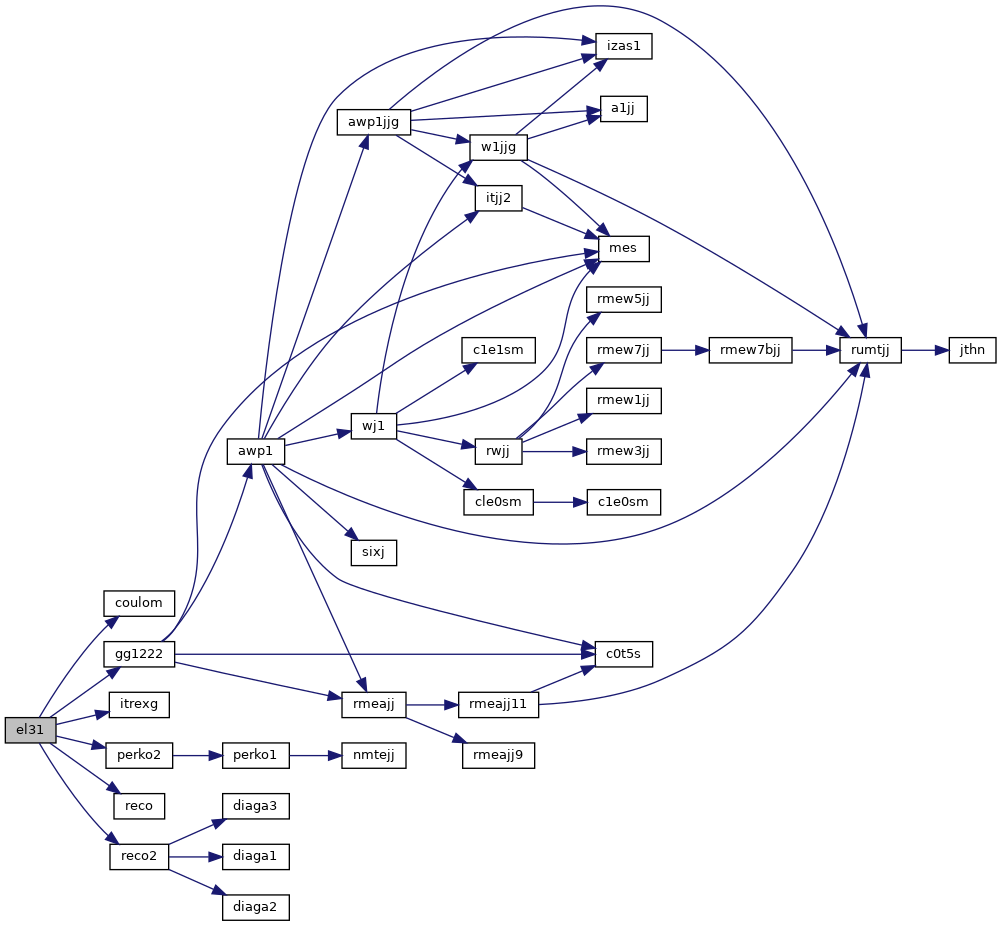 izas1
a1jj
awp1jjg
w1jjg
itjj2
mes
rmew5jj
c1e1sm
rmew7jj
rmew7bjj
rumtjj
jthn
rmew1jj
wj1
awp1
rwjj
rmew3jj
cle0sm
c1e0sm
sixj
coulom
gg1222
c0t5s
itrexg
rmeajj
rmeajj11
el31
perko2
perko1
nmtejj
rmeajj9
reco
diaga3
reco2
diaga1
diaga2